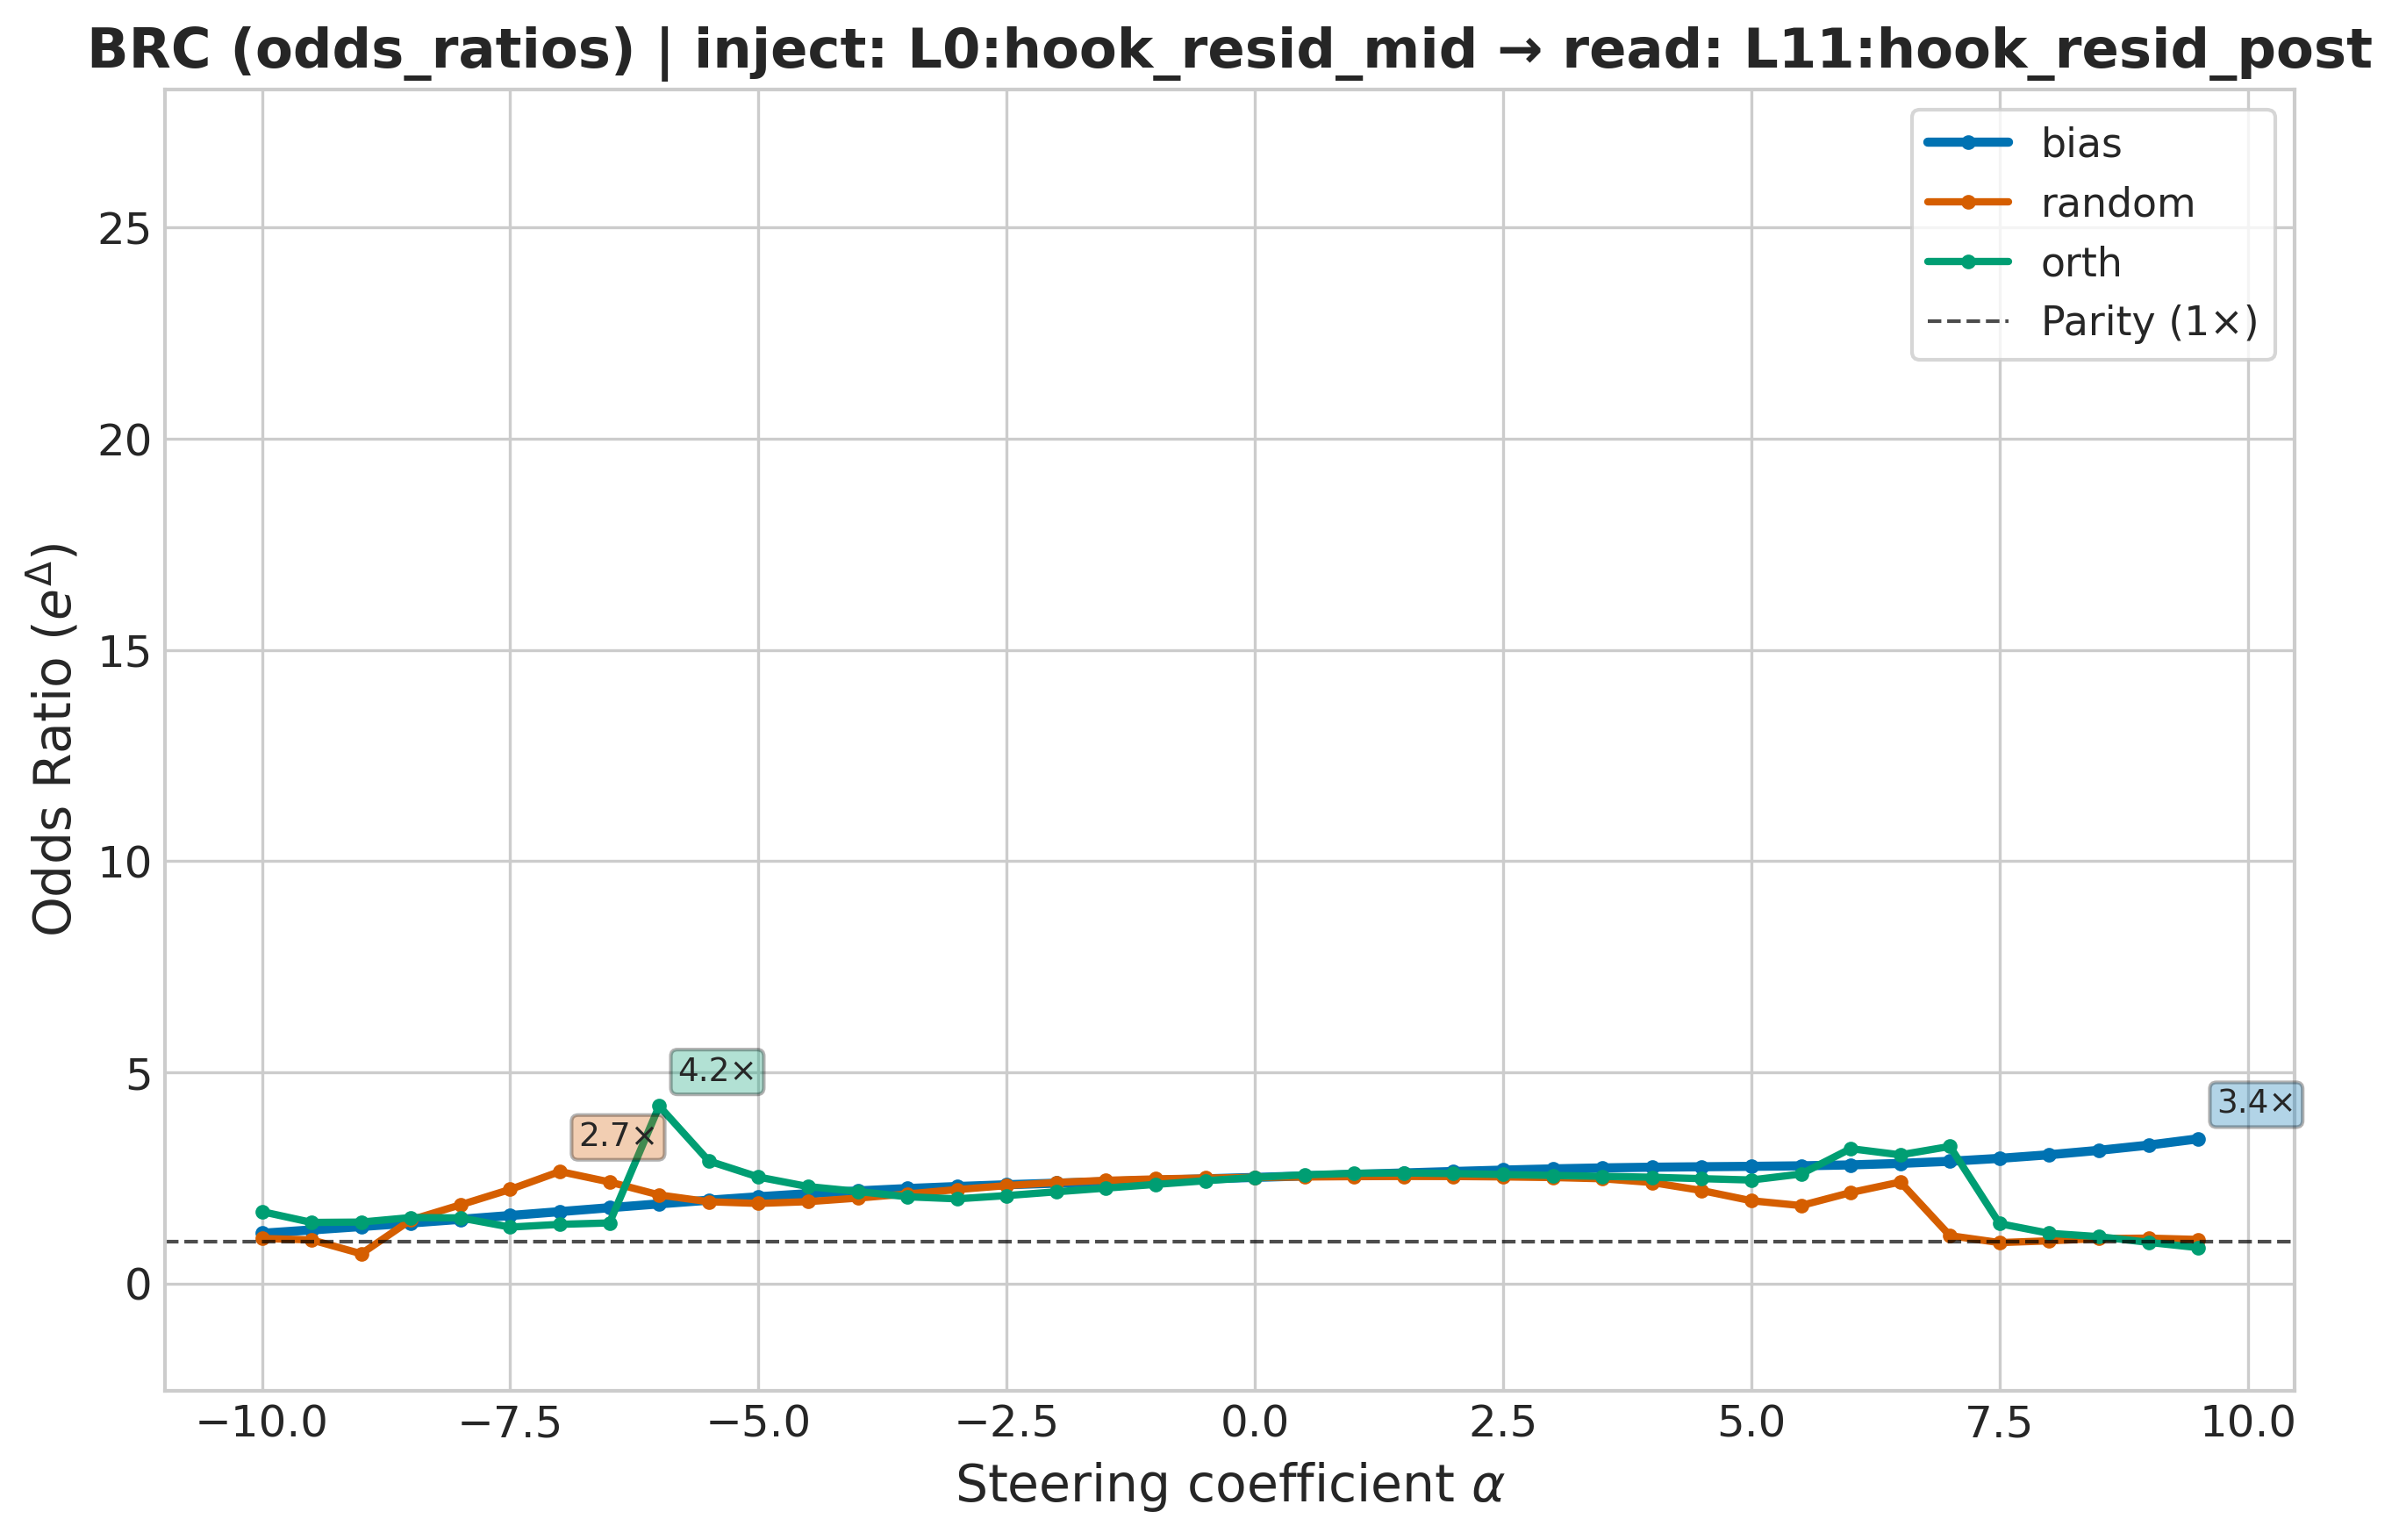 BRC (odds_ratios) | inject: L0:hook_resid_mid → read: L11:hook_resid_post
bias
random
orth
Parity (1×)
Odds Ratio (e^Δ)
25
20
15
10
5
0
4.2×
2.7×
3.4×
−10.0 −7.5 −5.0 −2.5 0.0 2.5 5.0 7.5 10.0
Steering coefficient α